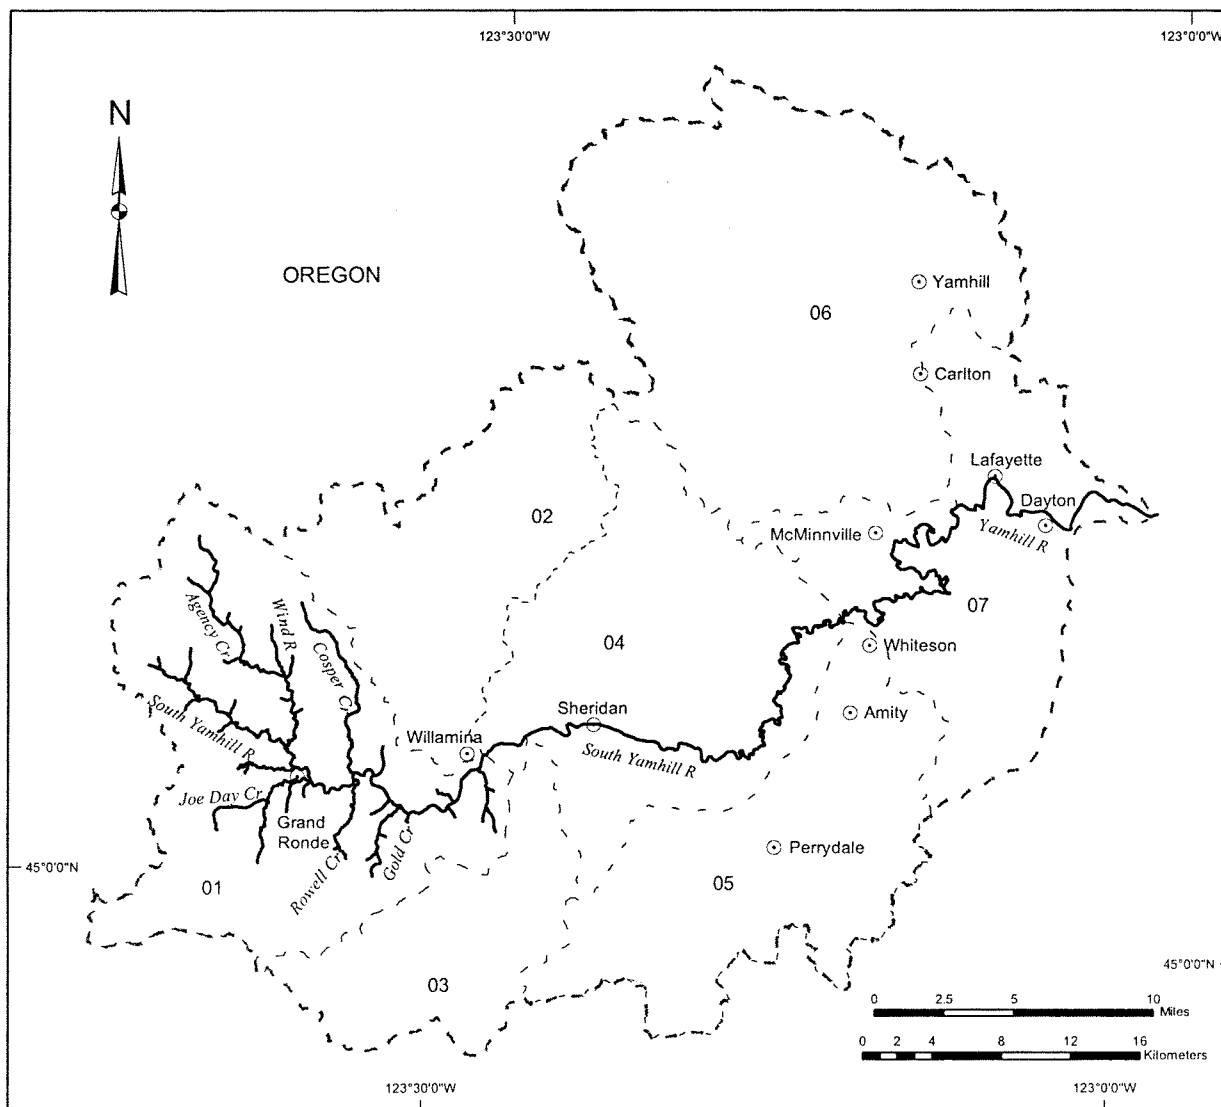 123°30'0"W
123°0'0"W
N
OREGON
Yamhill
06
Carlton
Lafayette
Dayton
02
McMinnville
Yamhill R
Agency Cr
Wind R
Cosper Cr
07
04
Whiteson
South Yamhill R
Sheridan
Amity
Willamina
South Yamhill R
Joe Day Cr
Grand
Ronde
Perrydale
45°0'0"N
01
Rowell Cr
Gold Cr
05
45°0'0"N
03
0 2.5 5 10
Miles
0 2 4 8 12 16
Kilometers
123°30'0"W
123°0'0"W